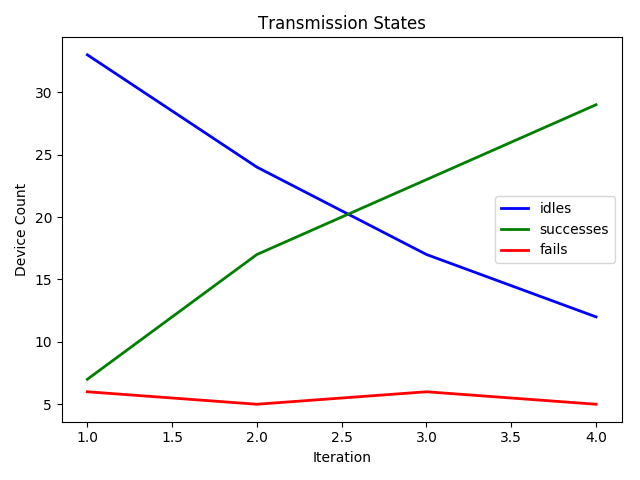 Transmission States
Device Count
30
25
20
15
10
5
idles
successes
fails
1.0 1.5 2.0 2.5 3.0 3.5 4.0
Iteration